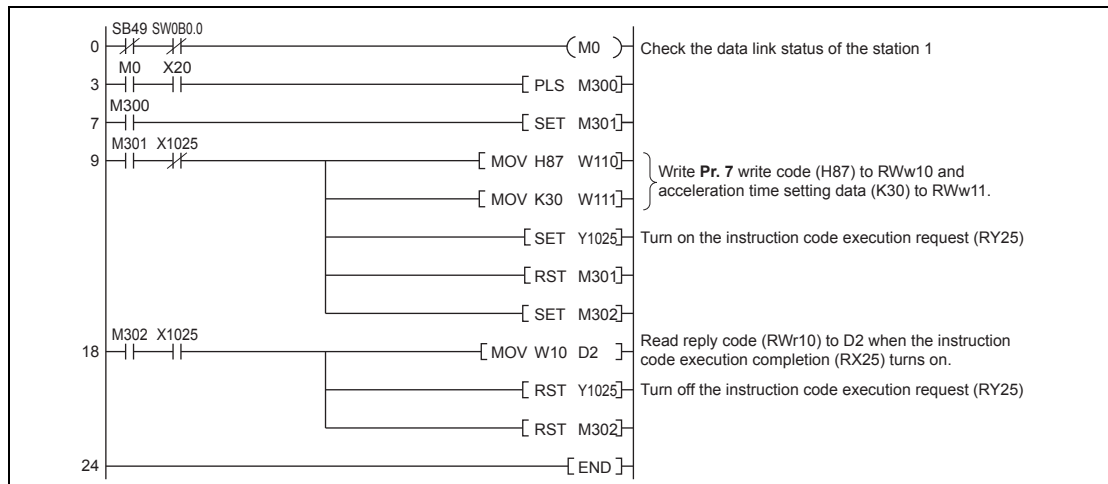 SB49 SW0B0.0
0 M0 Check the data link status of the station 1
M0 X20
3 PLS M300
M300
7 SET M301
M301 X1025
9 MOV H87 W110
Write Pr. 7 write code (H87) to RWw10 and
acceleration time setting data (K30) to RWw11.
MOV K30 W111
SET Y1025 Turn on the instruction code execution request (RY25)
RST M301
SET M302
M302 X1025
18 MOV W10 D2
Read reply code (RWr10) to D2 when the instruction
code execution completion (RX25) turns on.
RST Y1025 Turn off the instruction code execution request (RY25)
RST M302
24 END